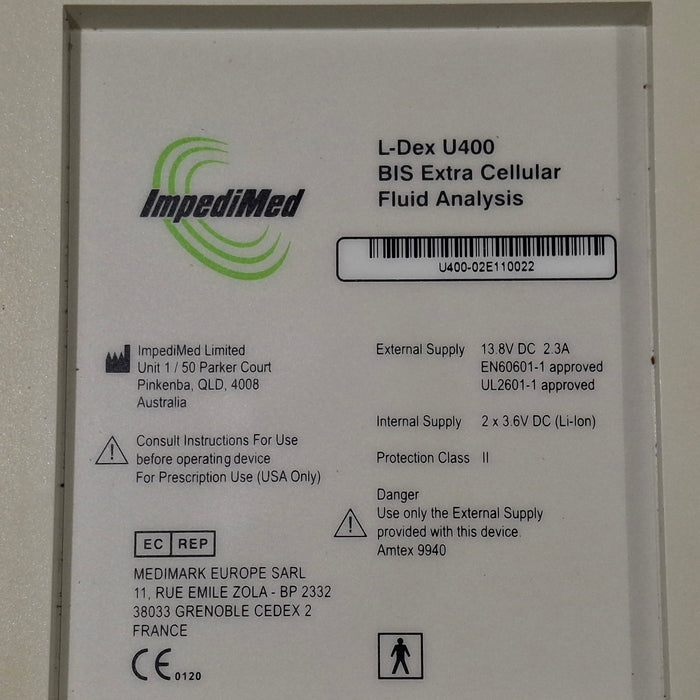 ImpediMed
L-Dex U400
BIS Extra Cellular
Fluid Analysis
U400-02E110022
ImpediMed Limited
Unit 1 / 50 Parker Court
Pinkenba, QLD, 4008
Australia
Consult Instructions For Use
before operating device
For Prescription Use (USA Only)
EC REP
MEDIMARK EUROPE SARL
11, RUE EMILE ZOLA - BP 2332
38033 GRENOBLE CEDEX 2
FRANCE
CE 0120
External Supply 13.8V DC 2.3A
EN60601-1 approved
UL2601-1 approved
Internal Supply 2 x 3.6V DC (Li-Ion)
Protection Class II
Danger
Use only the External Supply
provided with this device.
Amtex 9940